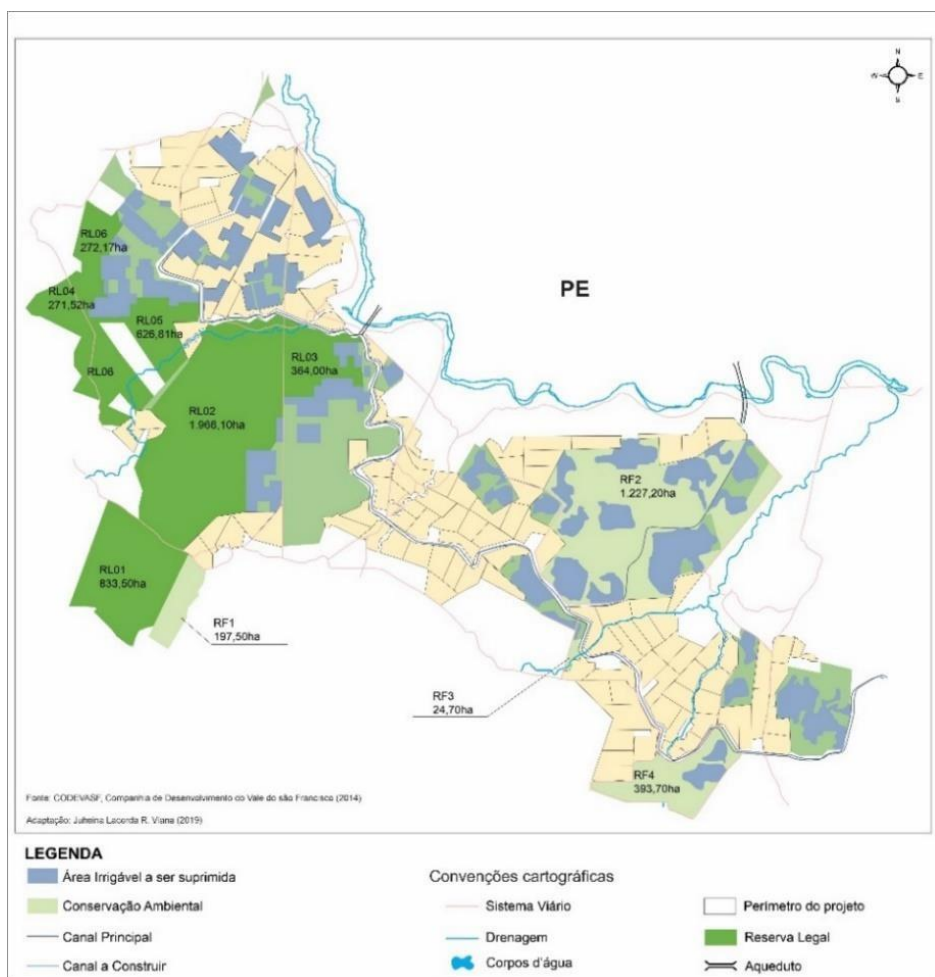 N
W
E
S
PE
RL06
272,17ha
RL04
271,52ha
RL05
626,81ha
RL06
RL03
364,00ha
RL02
1.966,10ha
RL01
833,50ha
RF2
1.227,20ha
RF1
197,50ha
RF3
24,70ha
RF4
393,70ha
Fonte: CODEVASF, Companhia de Desenvolvimento do Vale do são Francisco (2014)
Adaptação: Juheina Lacerda R. Viana (2019)
LEGENDA
Área Irrigável a ser suprimida
Conservação Ambiental
Canal Principal
Canal a Construir
Convenções cartográficas
Sistema Viário
Drenagem
Corpos d'água
Perímetro do projeto
Reserva Legal
Aqueduto